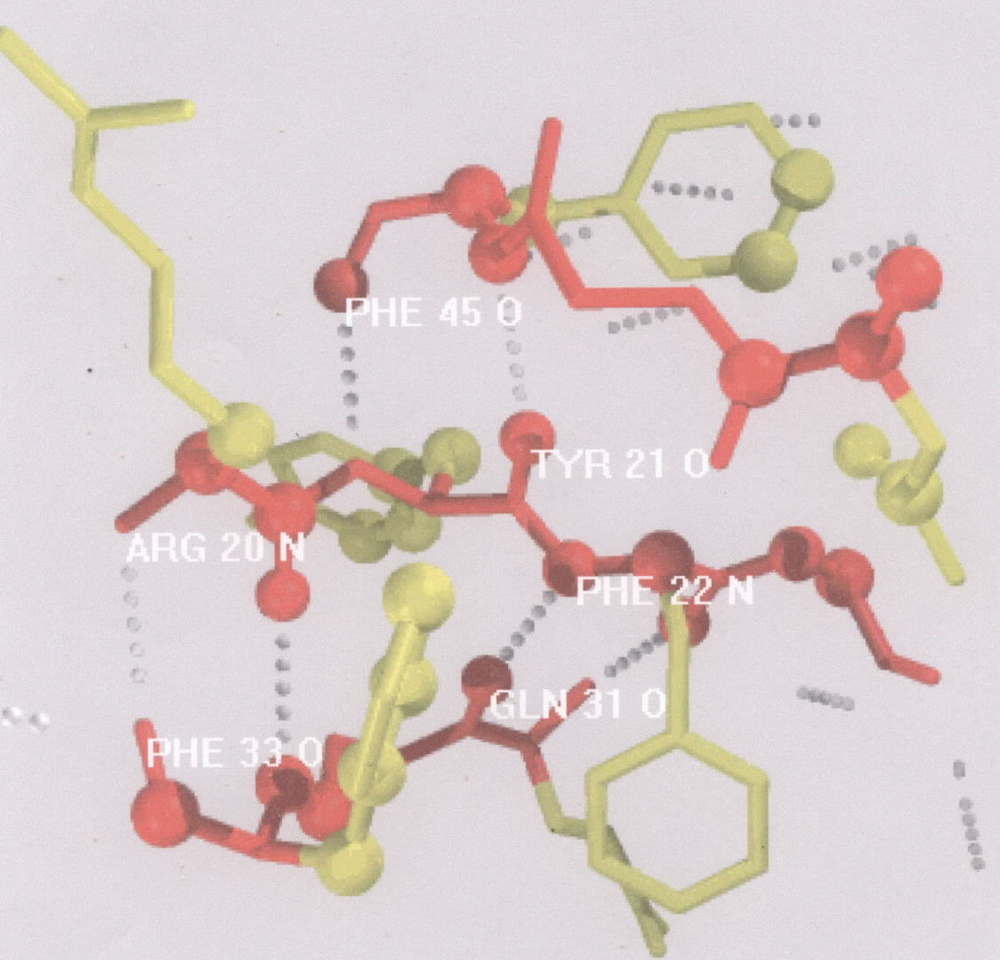 PHE 45 O
TYR 21 O
ARG 20 N
PHE 22 N
GLN 31 O
PHE 33 O